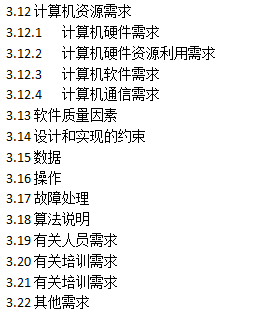 3.12 计算机资源需求
3.12.1 计算机硬件需求
3.12.2 计算机硬件资源利用需求
3.12.3 计算机软件需求
3.12.4 计算机通信需求
3.13 软件质量因素
3.14 设计和实现的约束
3.15 数据
3.16 操作
3.17 故障处理
3.18 算法说明
3.19 有关人员需求
3.20 有关培训需求
3.21 有关培训需求
3.22 其他需求